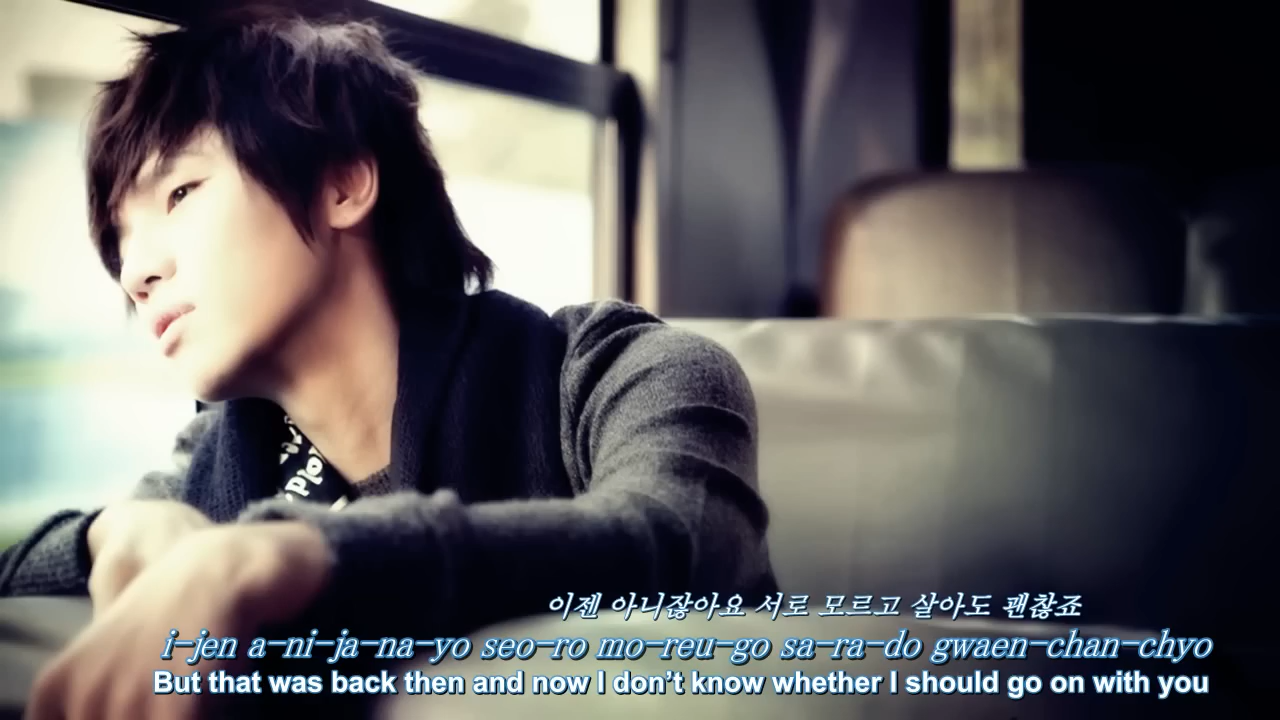 이젠 아니잖아요 서로 모르고 살아도 괜찮죠
i-jen a-ni-ja-na-yo seo-ro mo-reu-go sa-ra-do gwaen-chan-chyo
But that was back then and now I don’t know whether I should go on with you